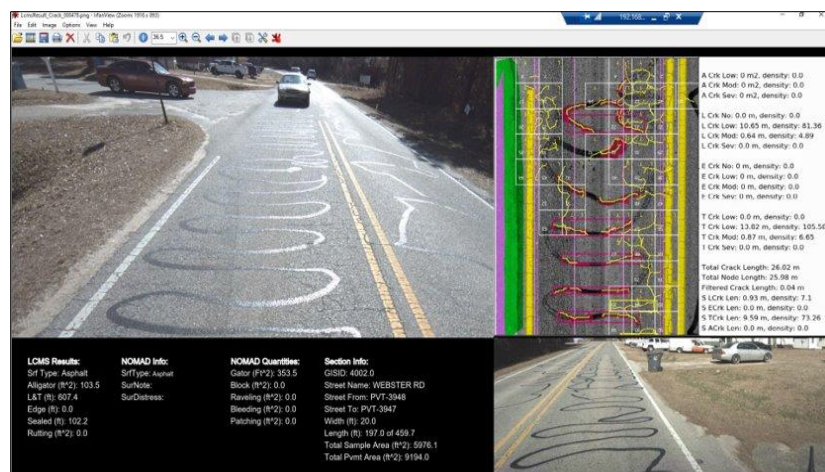 LcmsResult_Crack_000479.png - IrfanView (Zoom: 1916 x 893)
192.168..
File Edit Image Options View Help
36.5
A Crk Low: 0 m2, density: 0.0
A Crk Mod: 0 m2, density: 0.0
A Crk Sev: 0 m2, density: 0.0
L Crk No: 0.0 m, density: 0.0
L Crk Low: 10.65 m, density: 81.36
L Crk Mod: 0.64 m, density: 4.89
L Crk Sev: 0.0 m, density: 0.0
E Crk No: 0 m, density: 0.0
E Crk Low: 0 m, density: 0.0
E Crk Mod: 0 m, density: 0.0
E Crk Sev: 0 m, density: 0.0
T Crk Low: 0.0 m, density: 0.0
T Crk Low: 13.82 m, density: 105.56
T Crk Mod: 0.87 m, density: 6.65
T Crk Sev: 0.0 m, density: 0.0
Total Crack Length: 26.02 m
Total Node Length: 25.98 m
Filtered Crack Length: 0.04 m
S LCrk Len: 0.93 m, density: 7.1
S ECrk Len: 0.0 m, density: 0.0
S TCrk Len: 9.59 m, density: 73.26
S ACrk Len: 0.0 m, density: 0.0
LCMS Results:
Srf Type: Asphalt
Alligator (ft^2): 103.5
L&T (ft): 607.4
Edge (ft): 0.0
Sealed (ft): 102.2
Rutting (ft^2): 0.0
NOMAD Info:
SrfType: Asphalt
SurNote:
SurDistress:
NOMAD Quantities:
Gator (Ft^2): 353.5
Block (ft^2): 0.0
Raveling (ft^2): 0.0
Bleeding (ft^2): 0.0
Patching (ft^2): 0.0
Section Info:
GISID: 4002.0
Street Name: WEBSTER RD
Street From: PVT-3948
Street To: PVT-3947
Width (ft): 20.0
Length (ft): 197.0 of 459.7
Total Sample Area (ft^2): 5976.1
Total Pvmt Area (ft^2): 9194.0